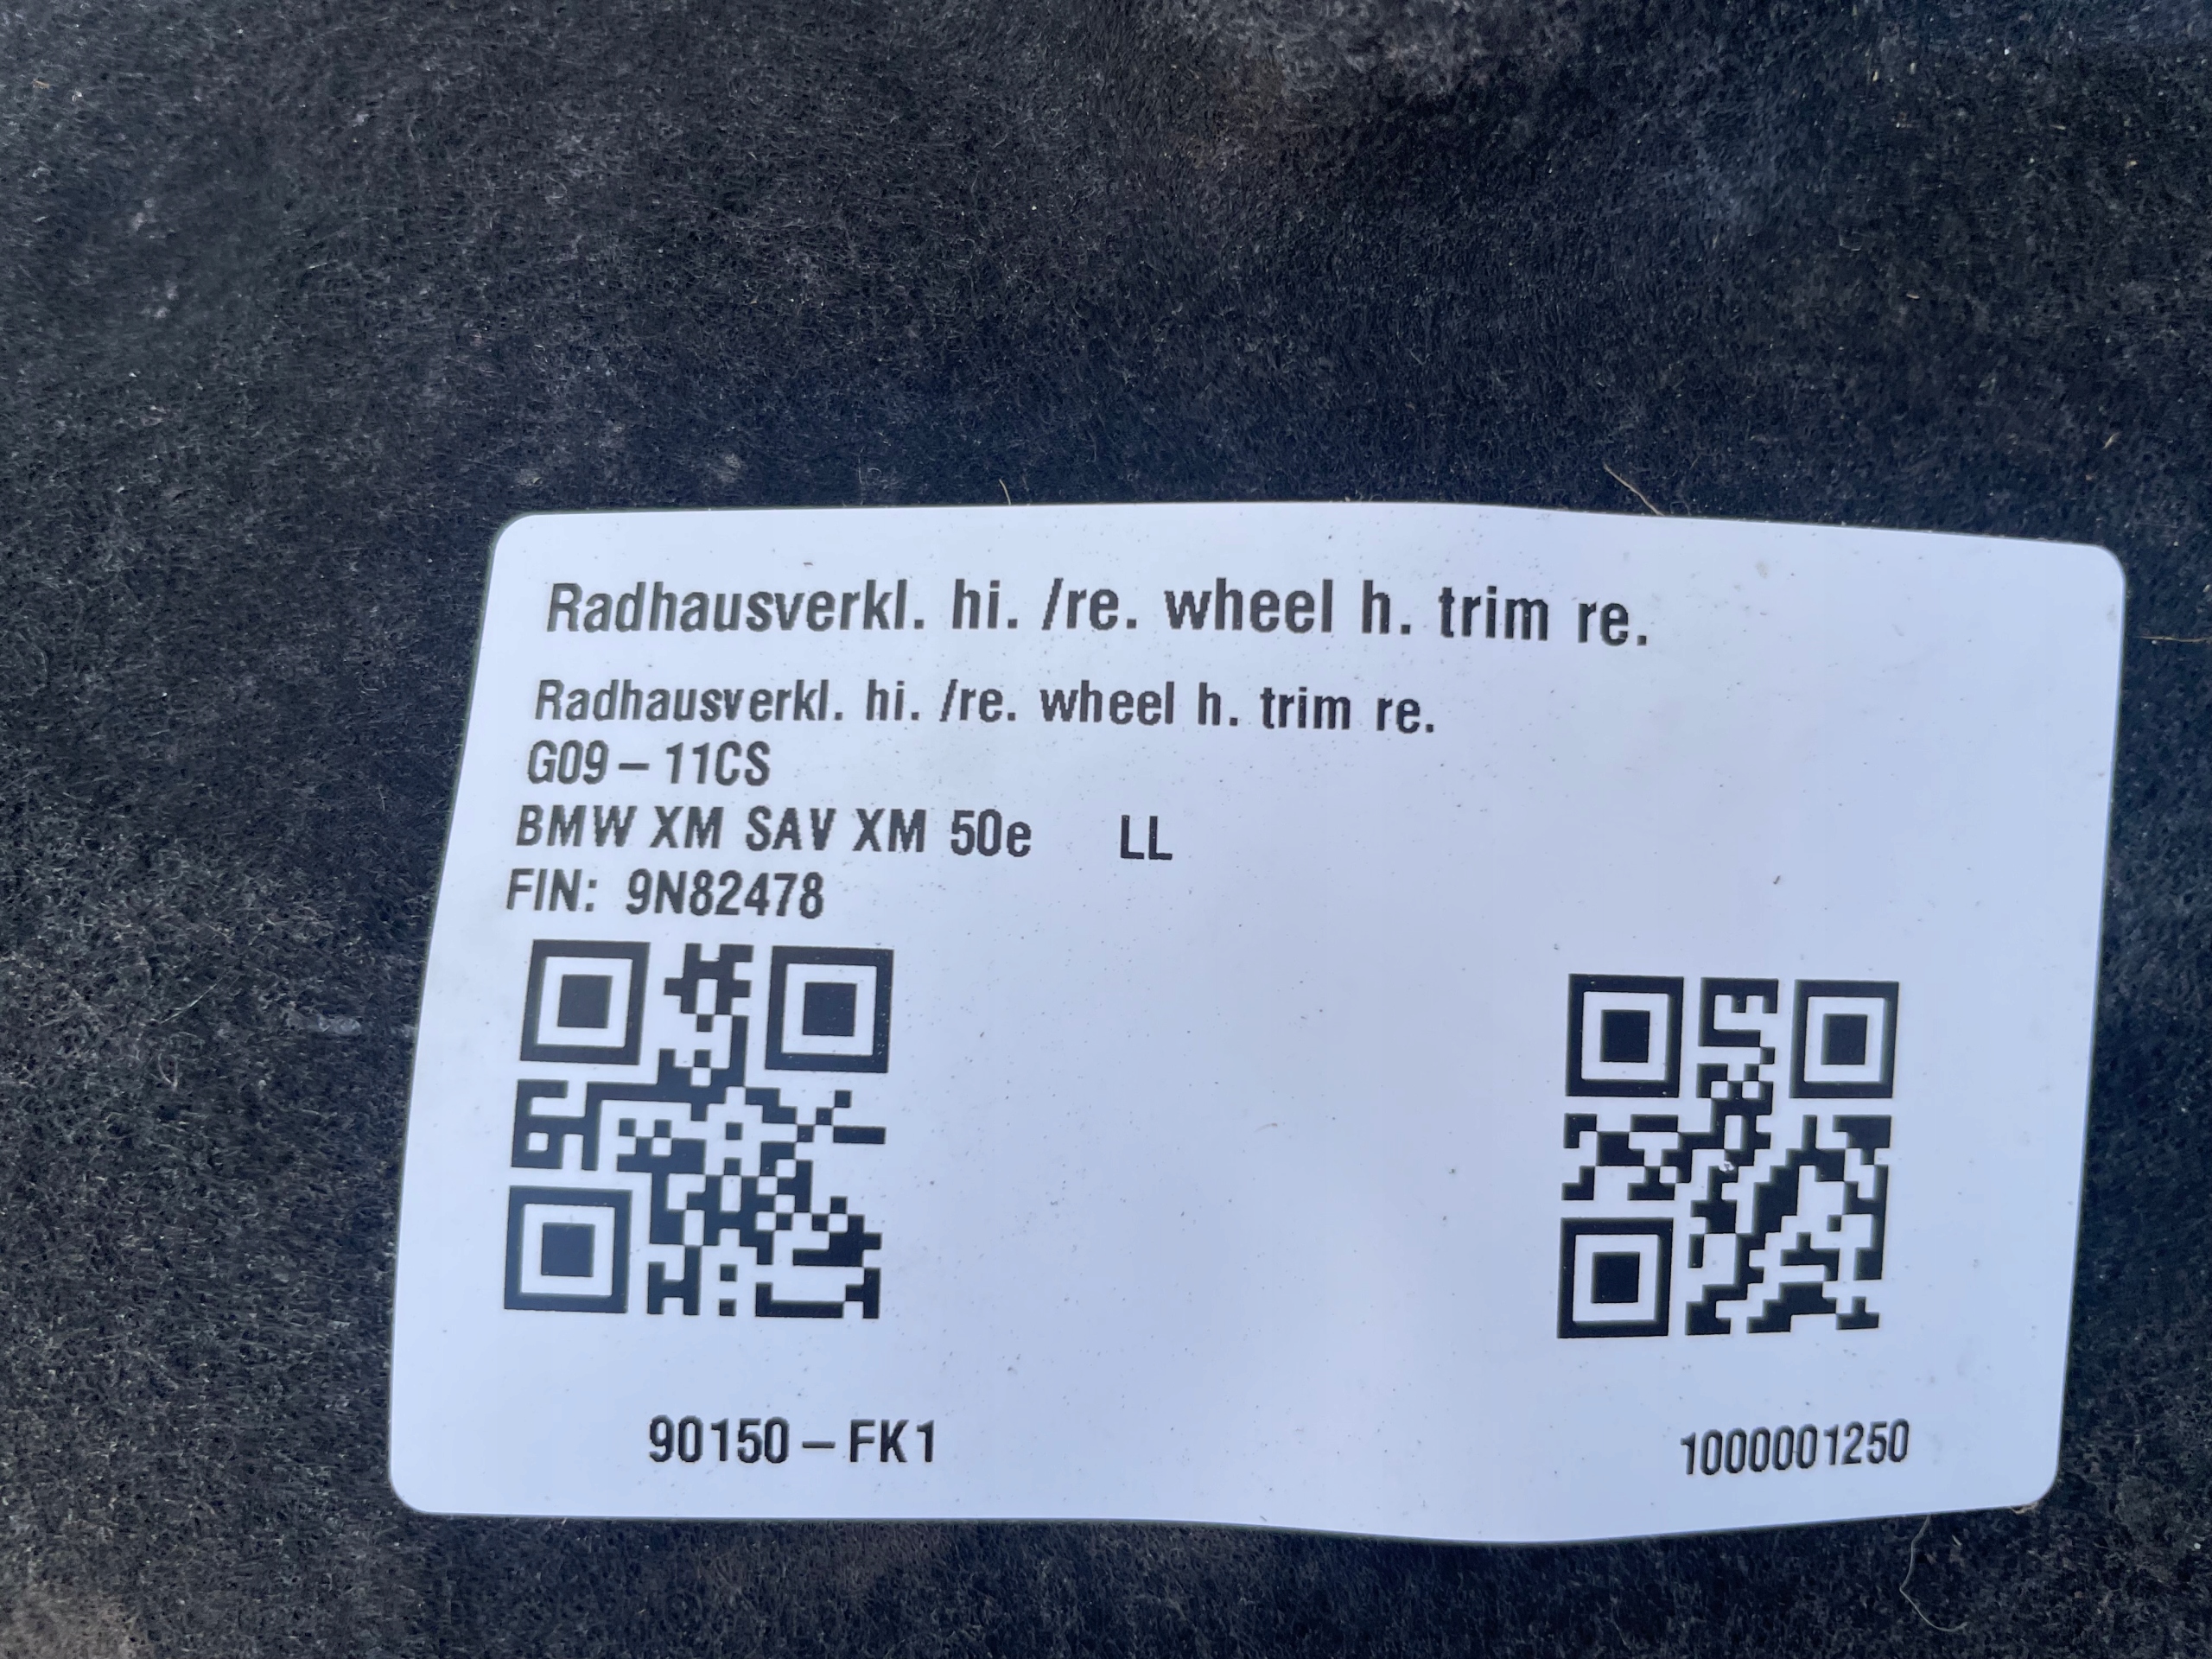 Radhausverkl. hi. /re. wheel h. trim re.
Radhausverkl. hi. /re. wheel h. trim re.
G09 – 11CS
BMW XM SAV XM 50e LL
FIN: 9N82478
90150 – FK1
1000001250